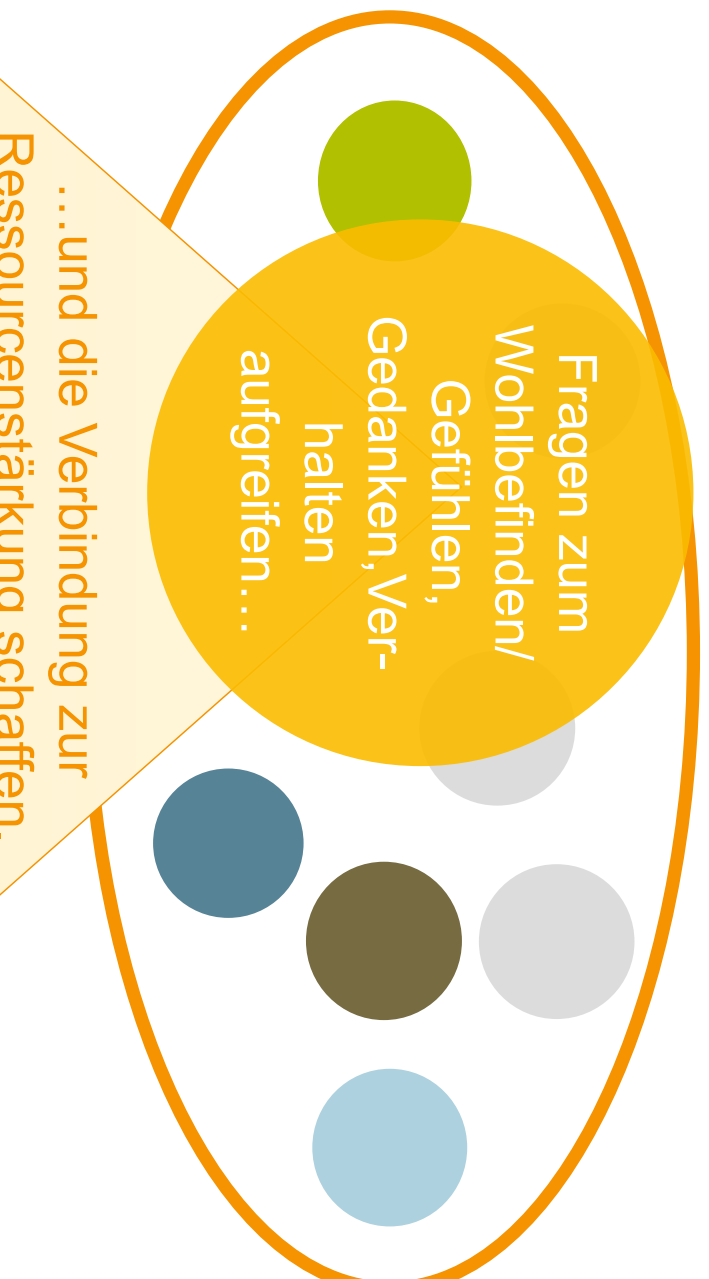 Fragen zum
Wohlbefinden/
Gefühlen,
Gedanken, Ver-
halten
aufgreifen…
…und die Verbindung zur
Ressourcenstärkung schaffen.